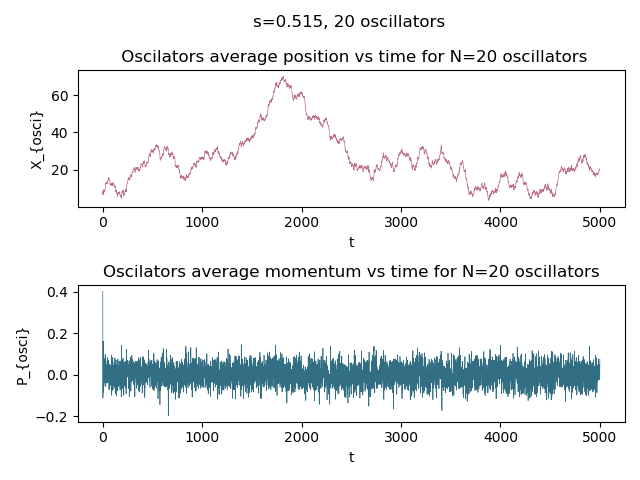 s=0.515, 20 oscillators
Oscilators average position vs time for N=20 oscillators
X_{osci}
60
40
20
0 1000 2000 3000 4000 5000
t
Oscilators average momentum vs time for N=20 oscillators
P_{osci}
0.4
0.2
0.0
−0.2
0 1000 2000 3000 4000 5000
t